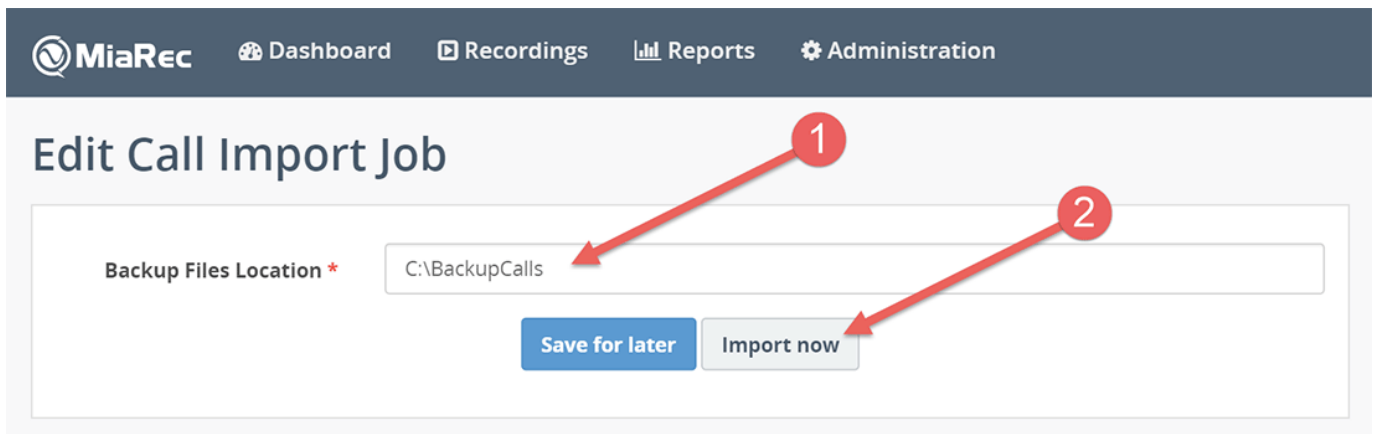 MiaRec Dashboard Recordings Reports Administration
Edit Call Import Job
1
2
Backup Files Location * C:\BackupCalls
Save for later Import now